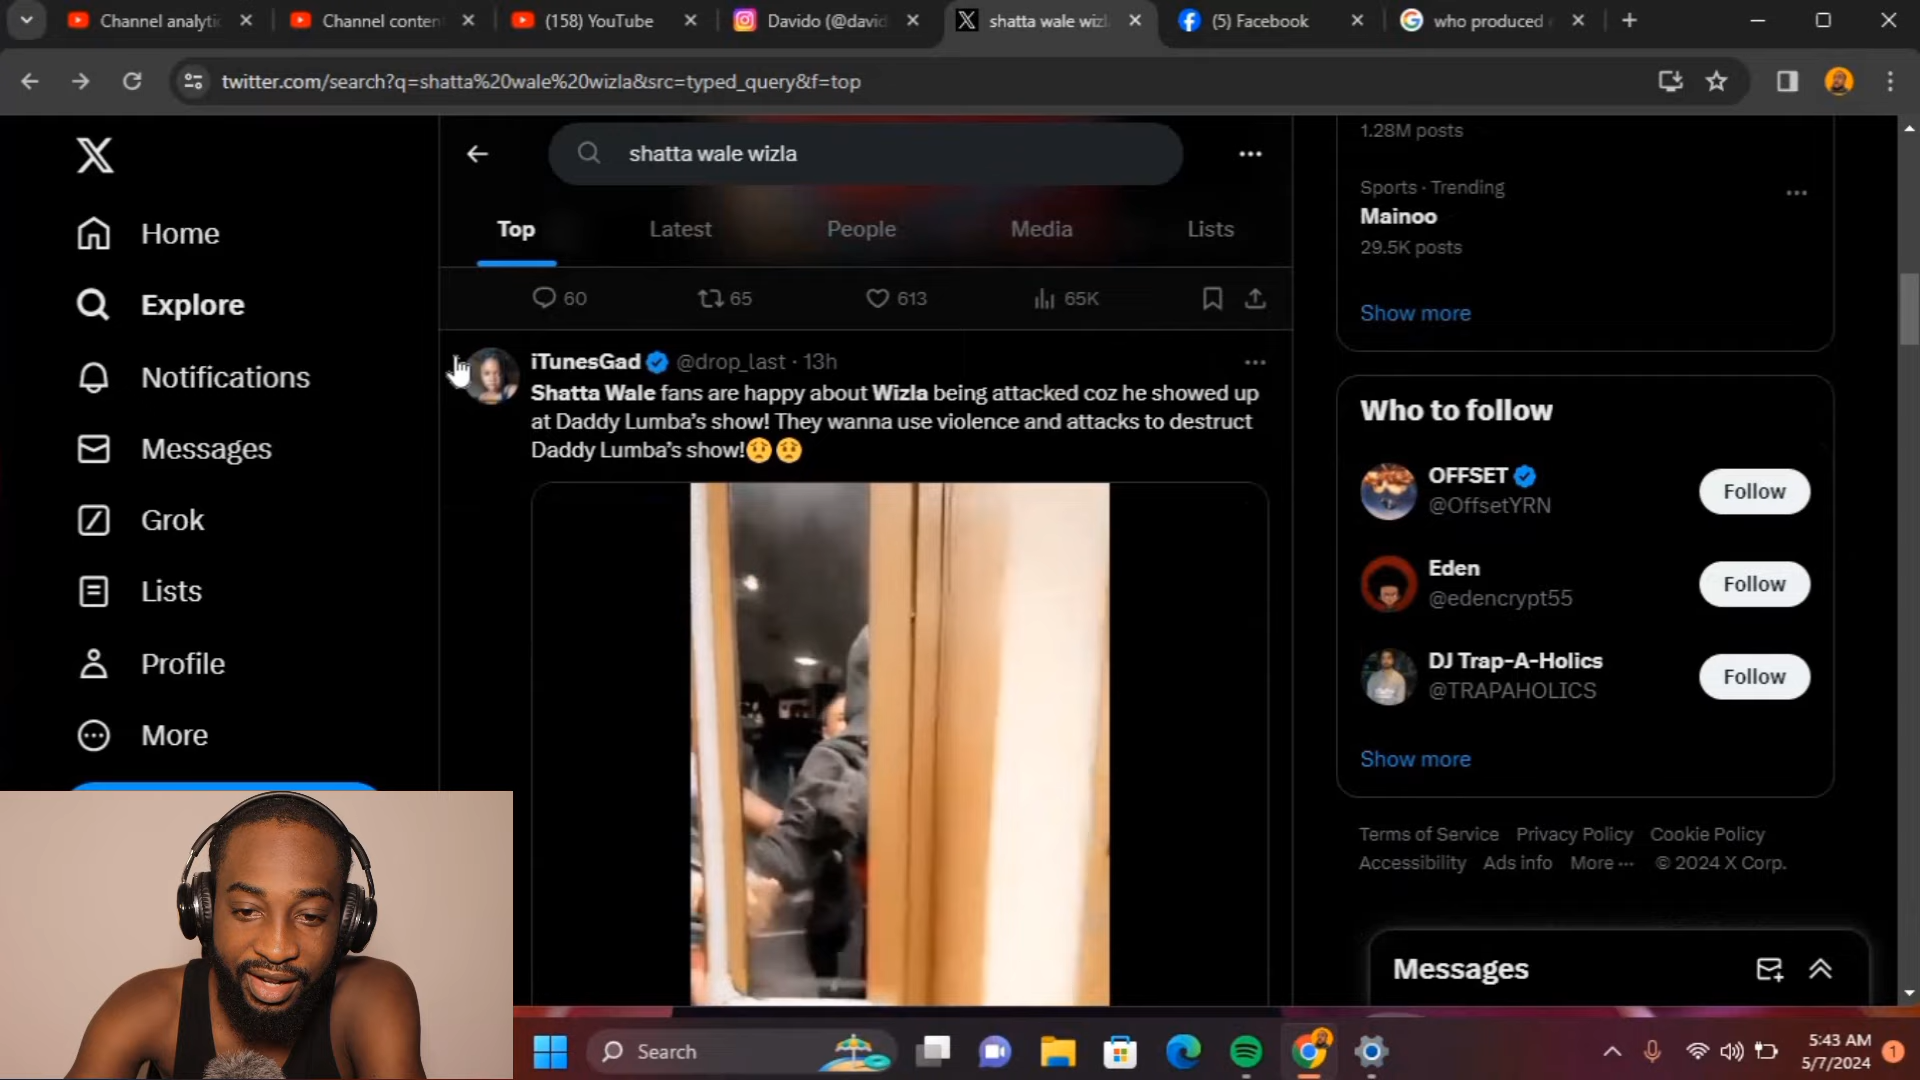 Channel analytic
Channel conten
(158) YouTube
Davido (@david
shatta wale wizl
(5) Facebook
who produced
twitter.com/search?q=shatta%20wale%20wizla&src=typed_query&f=top
shatta wale wizla
Top
Latest
People
Media
Lists
60
65
613
65K
Home
Explore
Notifications
Messages
Grok
Lists
Profile
More
iTunesGad @drop_last · 13h
Shatta Wale fans are happy about Wizla being attacked coz he showed up
at Daddy Lumba's show! They wanna use violence and attacks to destruct
Daddy Lumba's show!😟😟
1.28M posts
Sports · Trending
Mainoo
29.5K posts
Show more
Who to follow
OFFSET
@OffsetYRN
Follow
Eden
@edencrypt55
Follow
DJ Trap-A-Holics
@TRAPAHOLICS
Follow
Show more
Terms of Service Privacy Policy Cookie Policy
Accessibility Ads info More ··· © 2024 X Corp.
Messages
Search
5:43 AM
5/7/2024
1